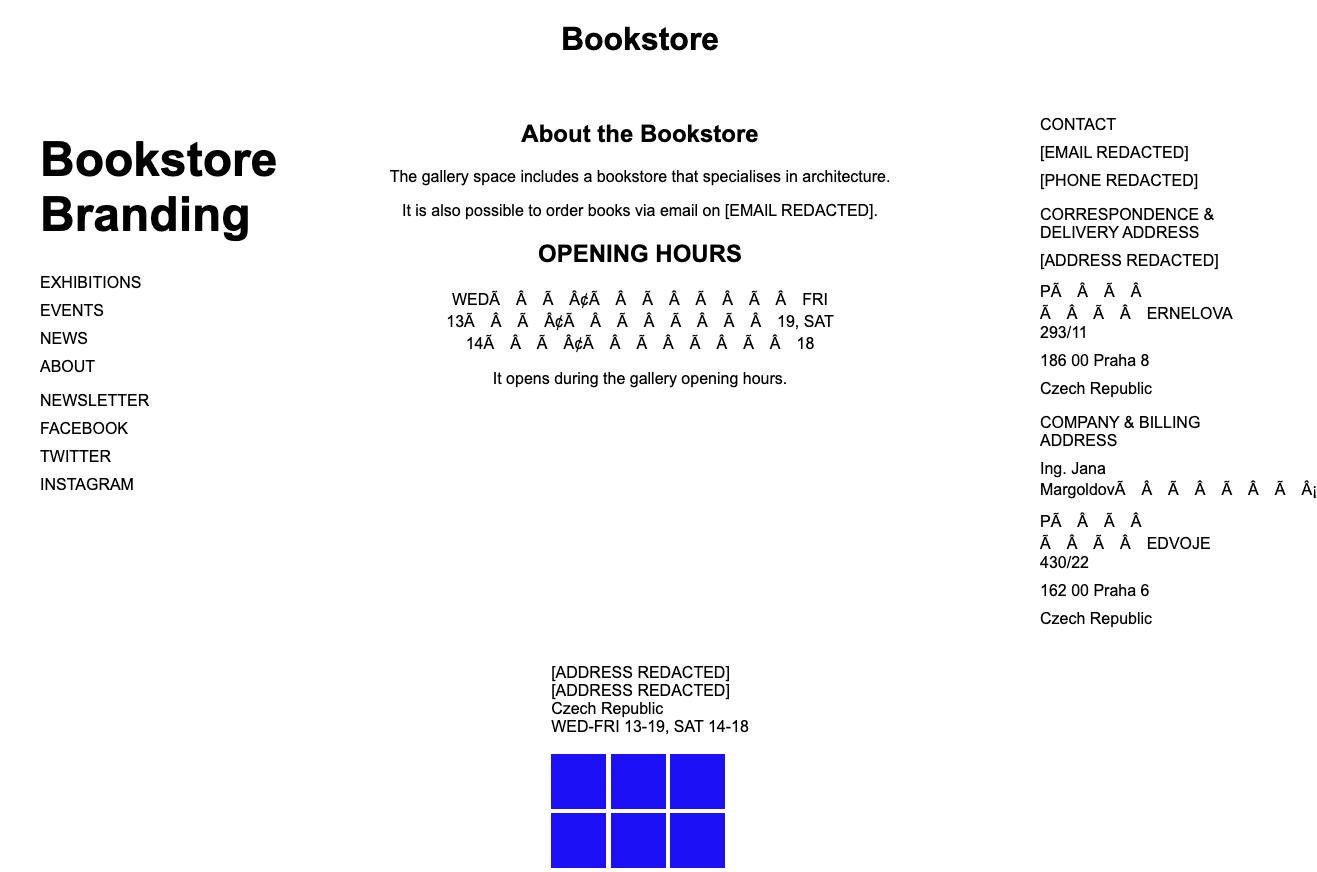 Bookstore
Bookstore
Branding
EXHIBITIONS
EVENTS
NEWS
ABOUT
NEWSLETTER
FACEBOOK
TWITTER
INSTAGRAM
About the Bookstore
The gallery space includes a bookstore that specialises in architecture.
It is also possible to order books via email on [EMAIL REDACTED].
OPENING HOURS
WEDÃ Â Ã Â¢Ã Â Ã Â Ã Â Ã Â FRI
13Ã Â Ã Â¢Ã Â Ã Â Ã Â Ã Â 19, SAT
14Ã Â Ã Â¢Ã Â Ã Â Ã Â Ã Â 18
It opens during the gallery opening hours.
CONTACT
[EMAIL REDACTED]
[PHONE REDACTED]
CORRESPONDENCE &
DELIVERY ADDRESS
[ADDRESS REDACTED]
PÃ Â Ã Â
Ã Â Ã Â ERNELOVA
293/11
186 00 Praha 8
Czech Republic
COMPANY & BILLING
ADDRESS
Ing. Jana
MargoldovÃ Â Ã Â Ã Â Ã Â¡
PÃ Â Ã Â
Ã Â Ã Â EDVOJE
430/22
162 00 Praha 6
Czech Republic
[ADDRESS REDACTED]
[ADDRESS REDACTED]
Czech Republic
WED-FRI 13-19, SAT 14-18